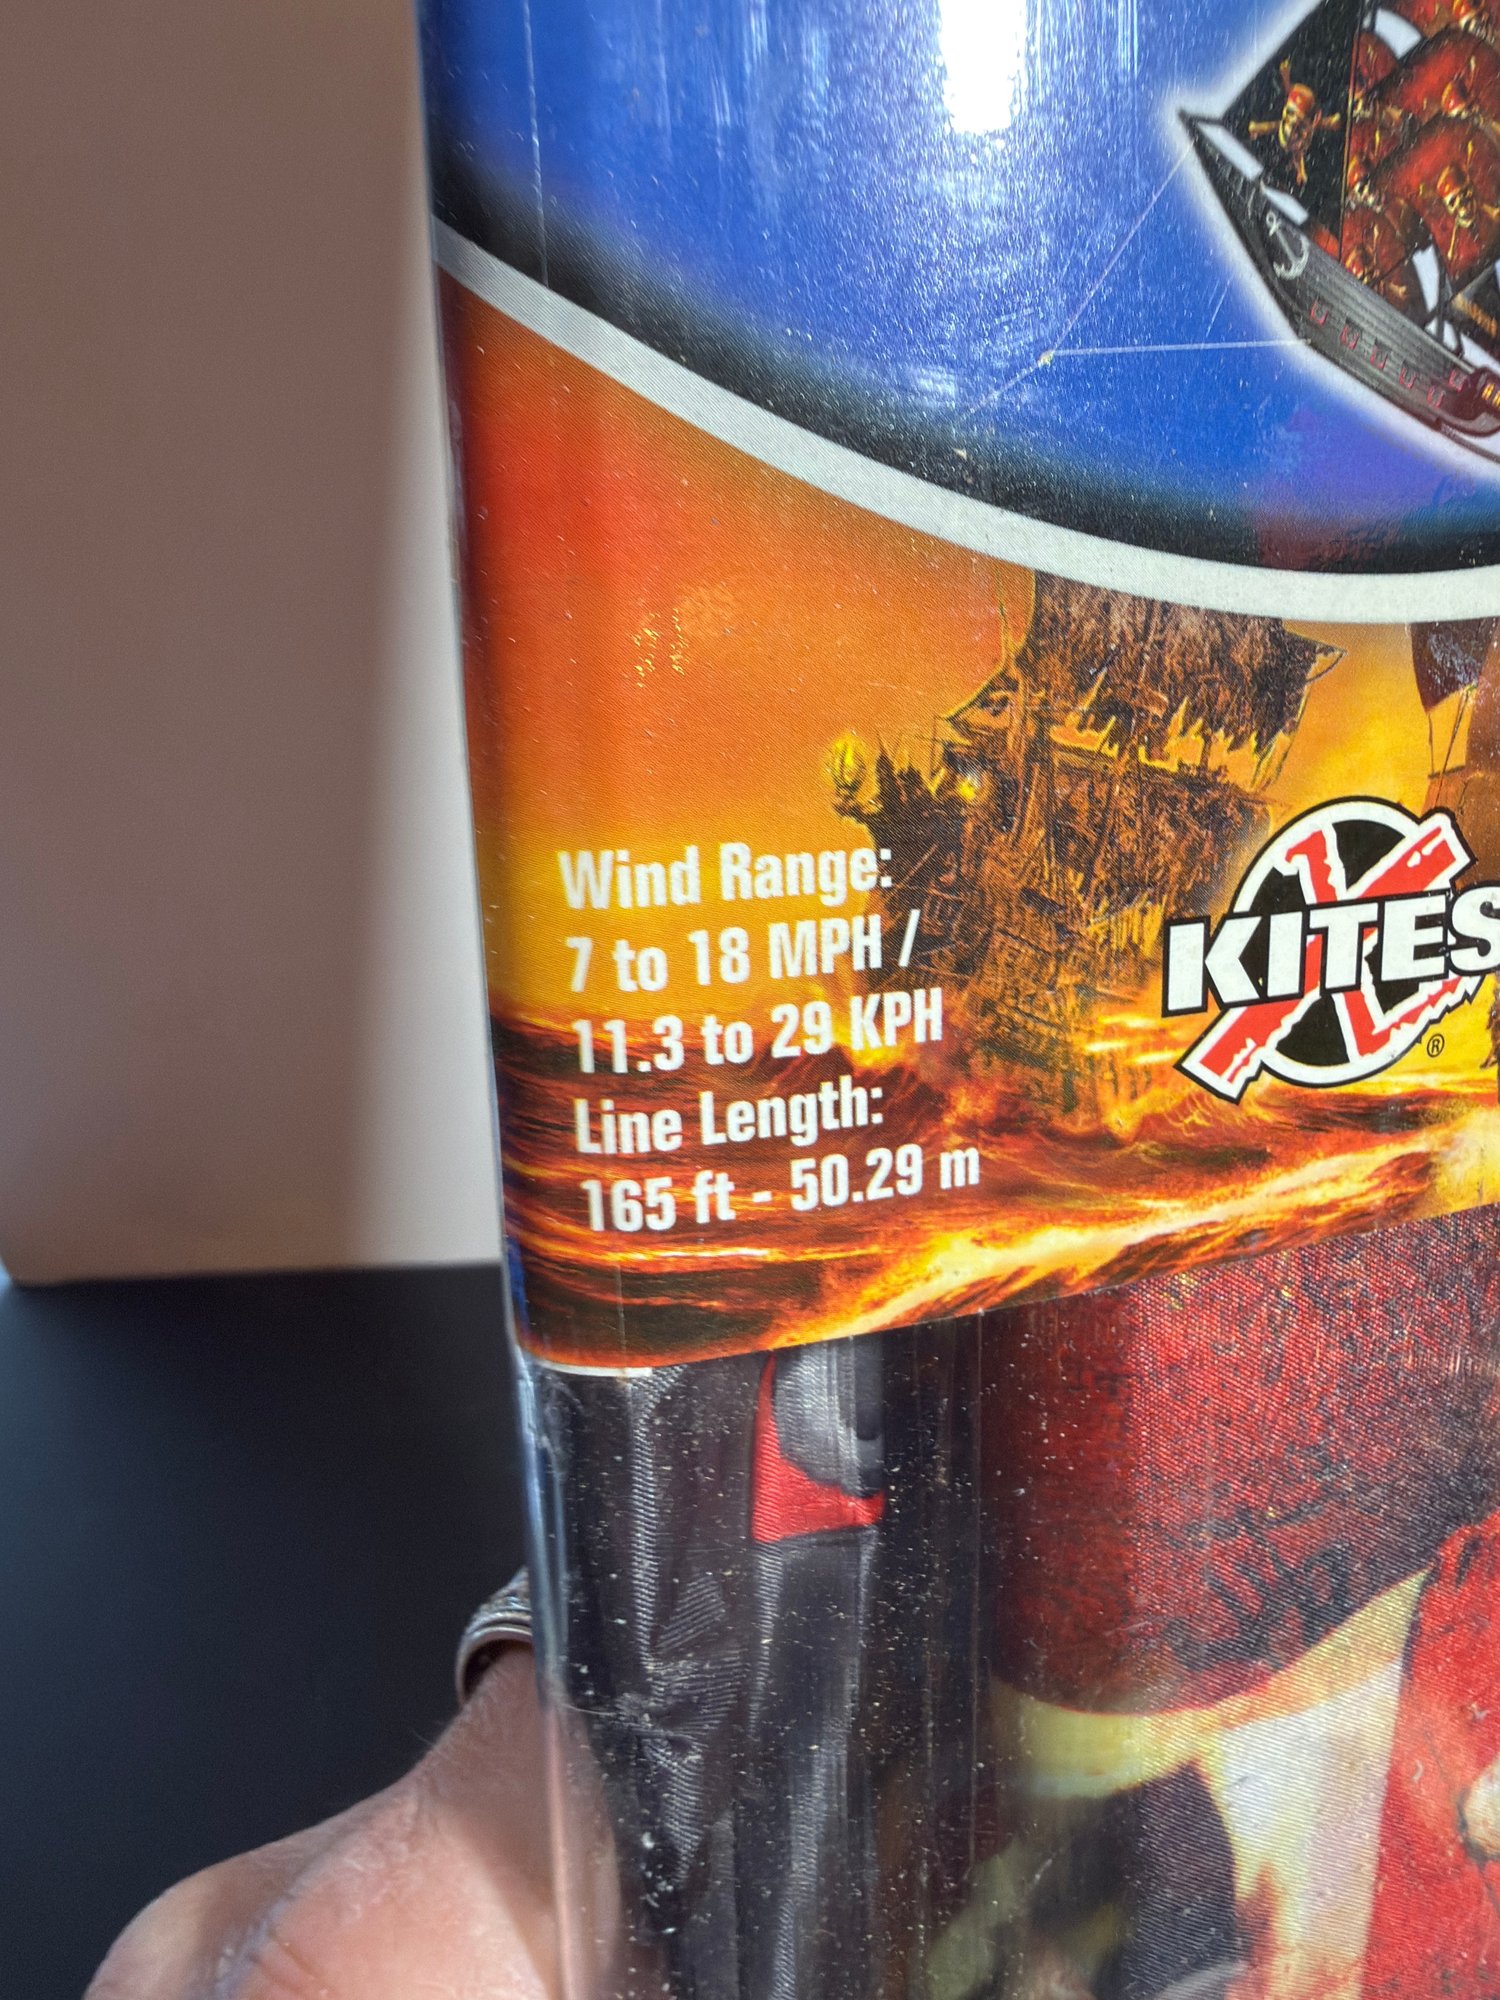 Wind Range:
7 to 18 MPH /
11.3 to 29 KPH
Line Length:
165 ft - 50.29 m
X
KITES
®